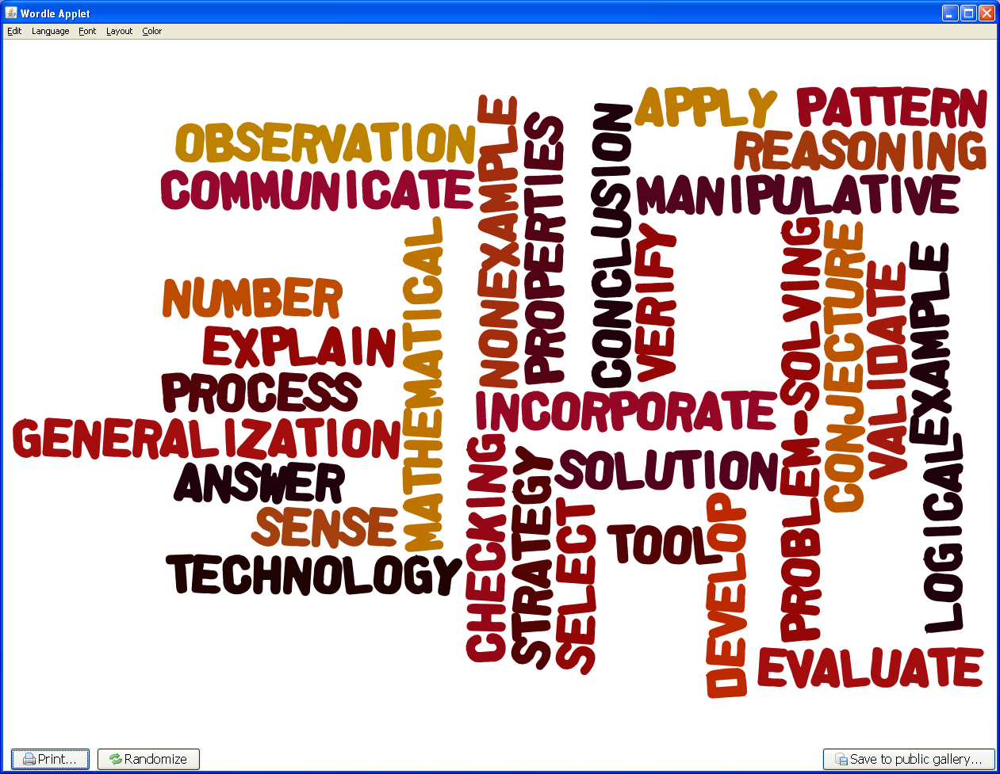 Wordle Applet
Edit Language Font Layout Color
APPLY PATTERN
OBSERVATION
REASONING
COMMUNICATE
NONEXAMPLE
PROPERTIES
CONCLUSION
MANIPULATIVE
MATHEMATICAL
VERIFY
PROBLEM-SOLVING
CONJECTURE
VALIDATE
EXAMPLE
NUMBER
EXPLAIN
PROCESS
INCORPORATE
GENERALIZATION
ANSWER
SOLUTION
SENSE
CHECKING
STRATEGY
SELECT
TOOL
DEVELOP
LOGICAL
TECHNOLOGY
EVALUATE
Print... Randomize Save to public gallery...